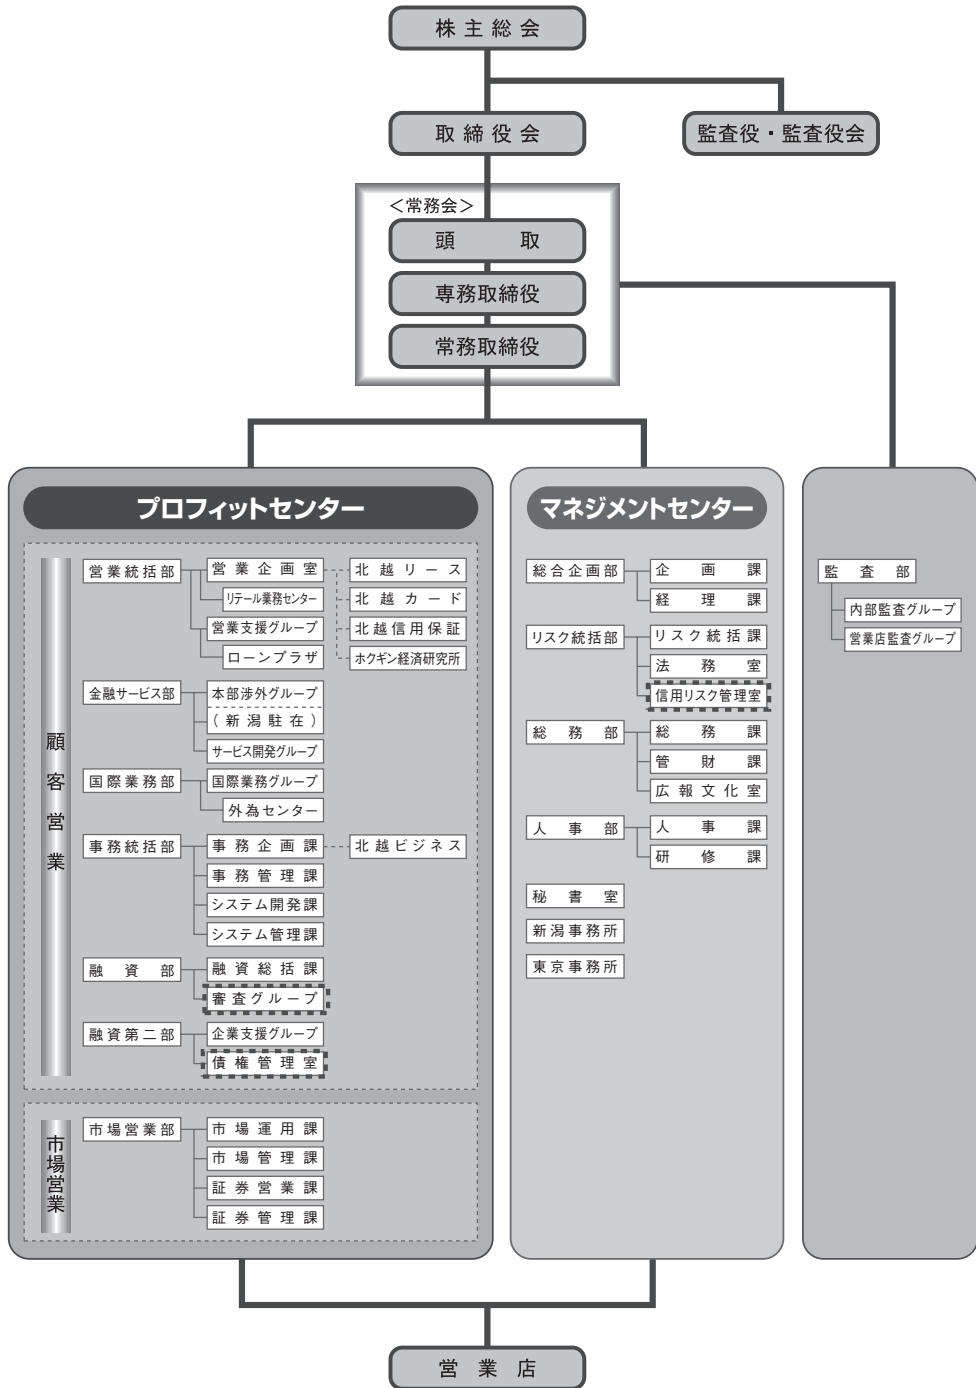 株主総会
取締役会
監査役・監査役会
＜常務会＞
頭取
専務取締役
常務取締役
プロフィットセンター
顧客営業
営業統括部
営業企画室
リテール業務センター
営業支援グループ
ローンプラザ
北越リース
北越カード
北越信用保証
ホクギン経済研究所
金融サービス部
本部渉外グループ
（新潟駐在）
サービス開発グループ
国際業務部
国際業務グループ
外為センター
事務統括部
事務企画課
北越ビジネス
事務管理課
システム開発課
システム管理課
融資部
融資総括課
審査グループ
融資第二部
企業支援グループ
債権管理室
市場営業
市場営業部
市場運用課
市場管理課
証券営業課
証券管理課
マネジメントセンター
総合企画部
企画課
経理課
リスク統括部
リスク統括課
法務室
信用リスク管理室
総務部
総務課
管財課
広報文化室
人事部
人事課
研修課
秘書室
新潟事務所
東京事務所
監査部
内部監査グループ
営業店監査グループ
営業店